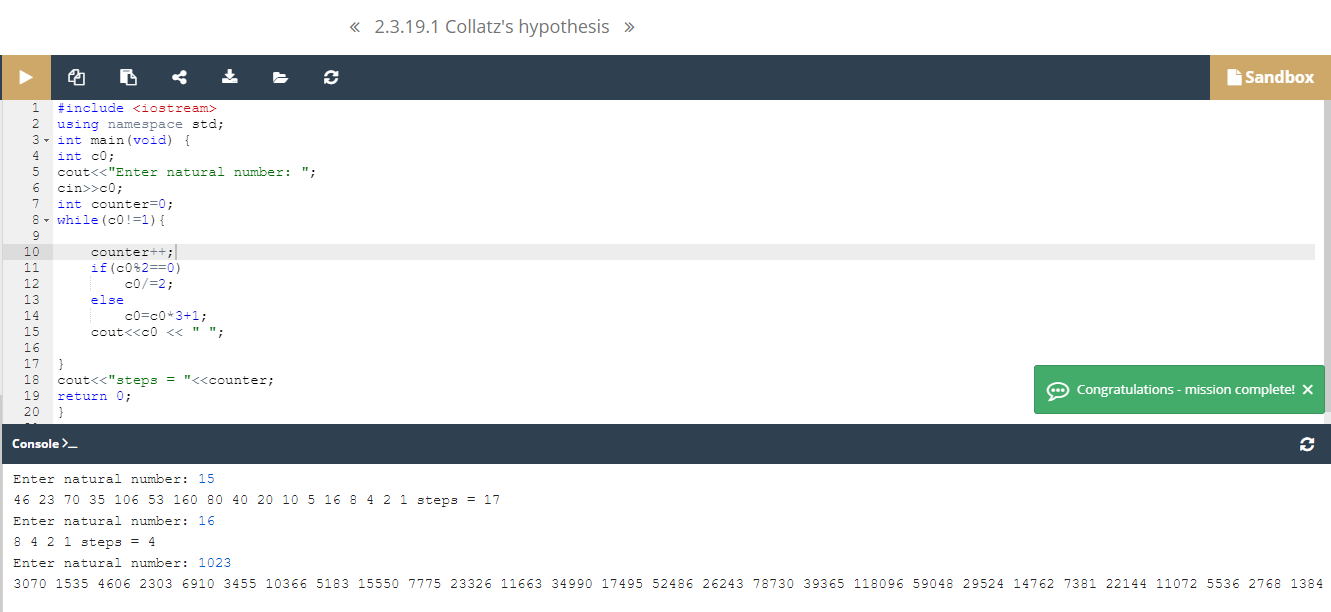 « 2.3.19.1 Collatz's hypothesis »
Sandbox
1 #include <iostream>
2 using namespace std;
3 int main(void) {
4 int c0;
5 cout<<"Enter natural number: ";
6 cin>>c0;
7 int counter=0;
8 while(c0!=1){
9
10 counter++;
11 if(c0%2==0)
12 c0/=2;
13 else
14 c0=c0*3+1;
15 cout<<c0 << " ";
16
17 }
18 cout<<"steps = "<<counter;
19 return 0;
20 }
Congratulations - mission complete! ×
Console >_
Enter natural number: 15
46 23 70 35 106 53 160 80 40 20 10 5 16 8 4 2 1 steps = 17
Enter natural number: 16
8 4 2 1 steps = 4
Enter natural number: 1023
3070 1535 4606 2303 6910 3455 10366 5183 15550 7775 23326 11663 34990 17495 52486 26243 78730 39365 118096 59048 29524 14762 7381 22144 11072 5536 2768 1384